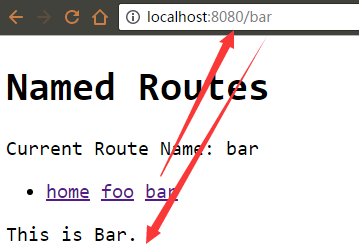 localhost:8080/bar
Named Routes
Current Route Name: bar
home foo bar
This is Bar.